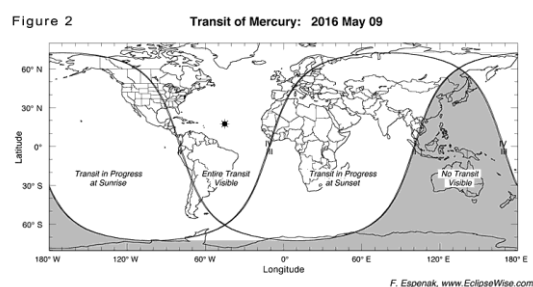 Figure 2
Transit of Mercury: 2016 May 09
60° N
30° N
0°
30° S
60° S
Latitude
Transit in Progress
at Sunrise
Entire Transit
Visible
Transit in Progress
at Sunset
No Transit
Visible
180° W
120° W
60° W
0°
60° E
120° E
180° E
Longitude
F. Espenak, www.EclipseWise.com